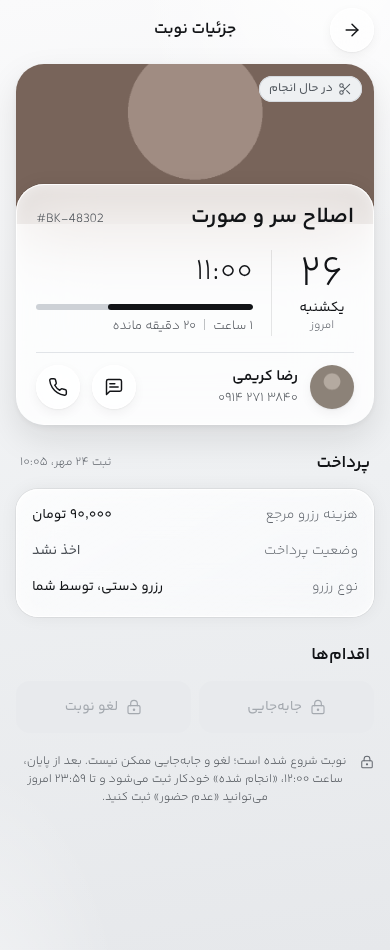 جزئیات نوبت
در حال انجام
اصلاح سر و صورت
#BK-48302
۲۶
یکشنبه
امروز
۱۱:۰۰
۱ ساعت | ۲۰ دقیقه مانده
رضا کریمی
۰۹۱۴ ۲۷۱ ۳۸۴۰
پرداخت
ثبت ۲۴ مهر، ۱۰:۰۵
هزینه رزرو مرجع
۹۰,۰۰۰ تومان
وضعیت پرداخت
اخذ نشد
نوع رزرو
رزرو دستی، توسط شما
اقدام‌ها
جابه‌جایی
لغو نوبت
نوبت شروع شده است؛ لغو و جابه‌جایی ممکن نیست. بعد از پایان،
ساعت ۱۲:۰۰، «انجام شده» خودکار ثبت می‌شود و تا ۲۳:۵۹ امروز
می‌توانید «عدم حضور» ثبت کنید.